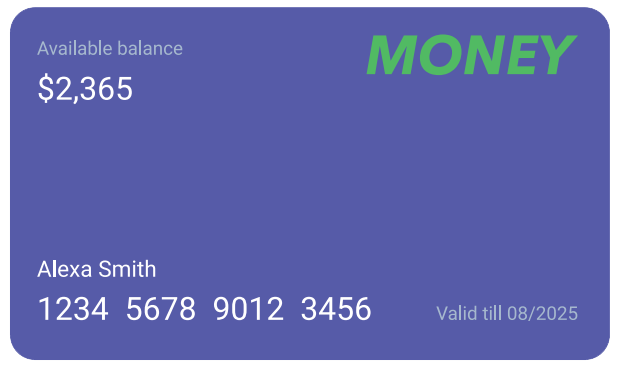 Available balance
MONEY
$2,365
Alexa Smith
1234 5678 9012 3456
Valid till 08/2025